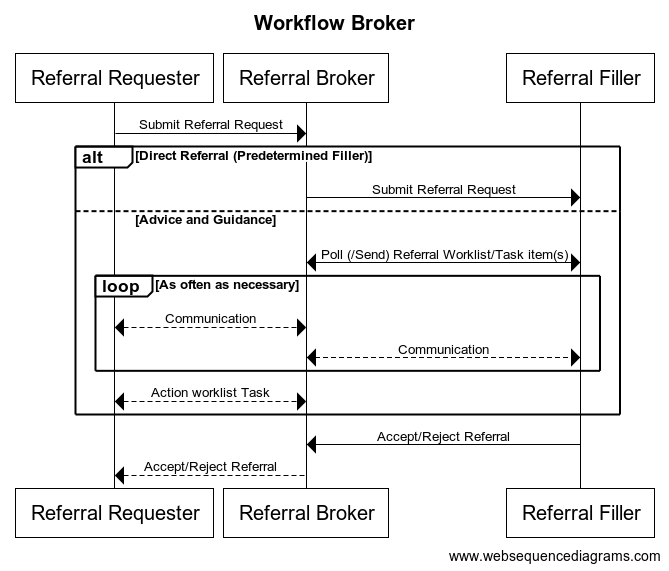 Workflow Broker
Referral Requester
Referral Broker
Referral Filler
Submit Referral Request
alt
[Direct Referral (Predetermined Filler)]
Submit Referral Request
[Advice and Guidance]
Poll (/Send) Referral Worklist/Task item(s)
loop
[As often as necessary]
Communication
Communication
Action worklist Task
Accept/Reject Referral
Accept/Reject Referral
Referral Requester
Referral Broker
Referral Filler
www.websequencediagrams.com